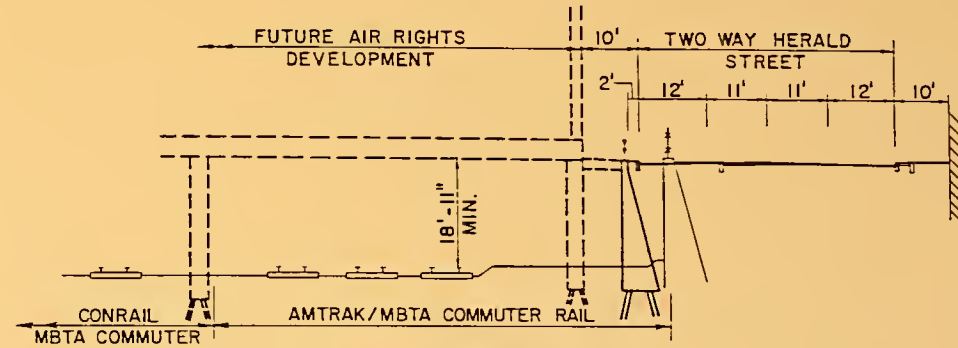 FUTURE AIR RIGHTS
DEVELOPMENT
10'
TWO WAY HERALD
STREET
2'
12'
11'
11'
12'
10'
18'-11"
MIN.
CONRAIL
MBTA COMMUTER
AMTRAK/MBTA COMMUTER RAIL